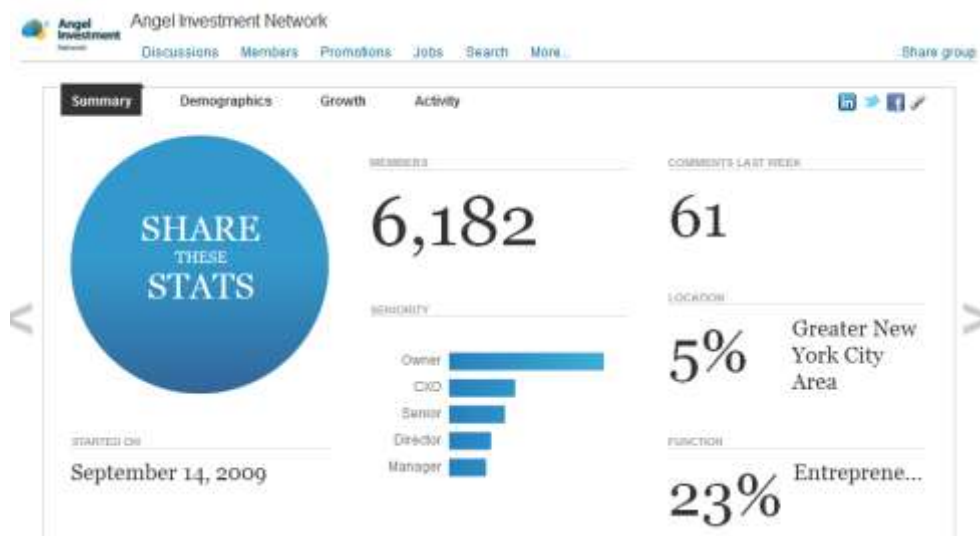 Angel
Investment
Network
Angel Investment Network
Discussions Members Promotions Jobs Search More...
Share group
Summary Demographics Growth Activity
SHARE
THESE
STATS
STARTED ON
September 14, 2009
MEMBERS
6,182
SENIORITY
Owner
CXO
Senior
Director
Manager
COMMENTS LAST WEEK
61
LOCATION
5%
Greater New
York City
Area
FUNCTION
23%
Entreprene...